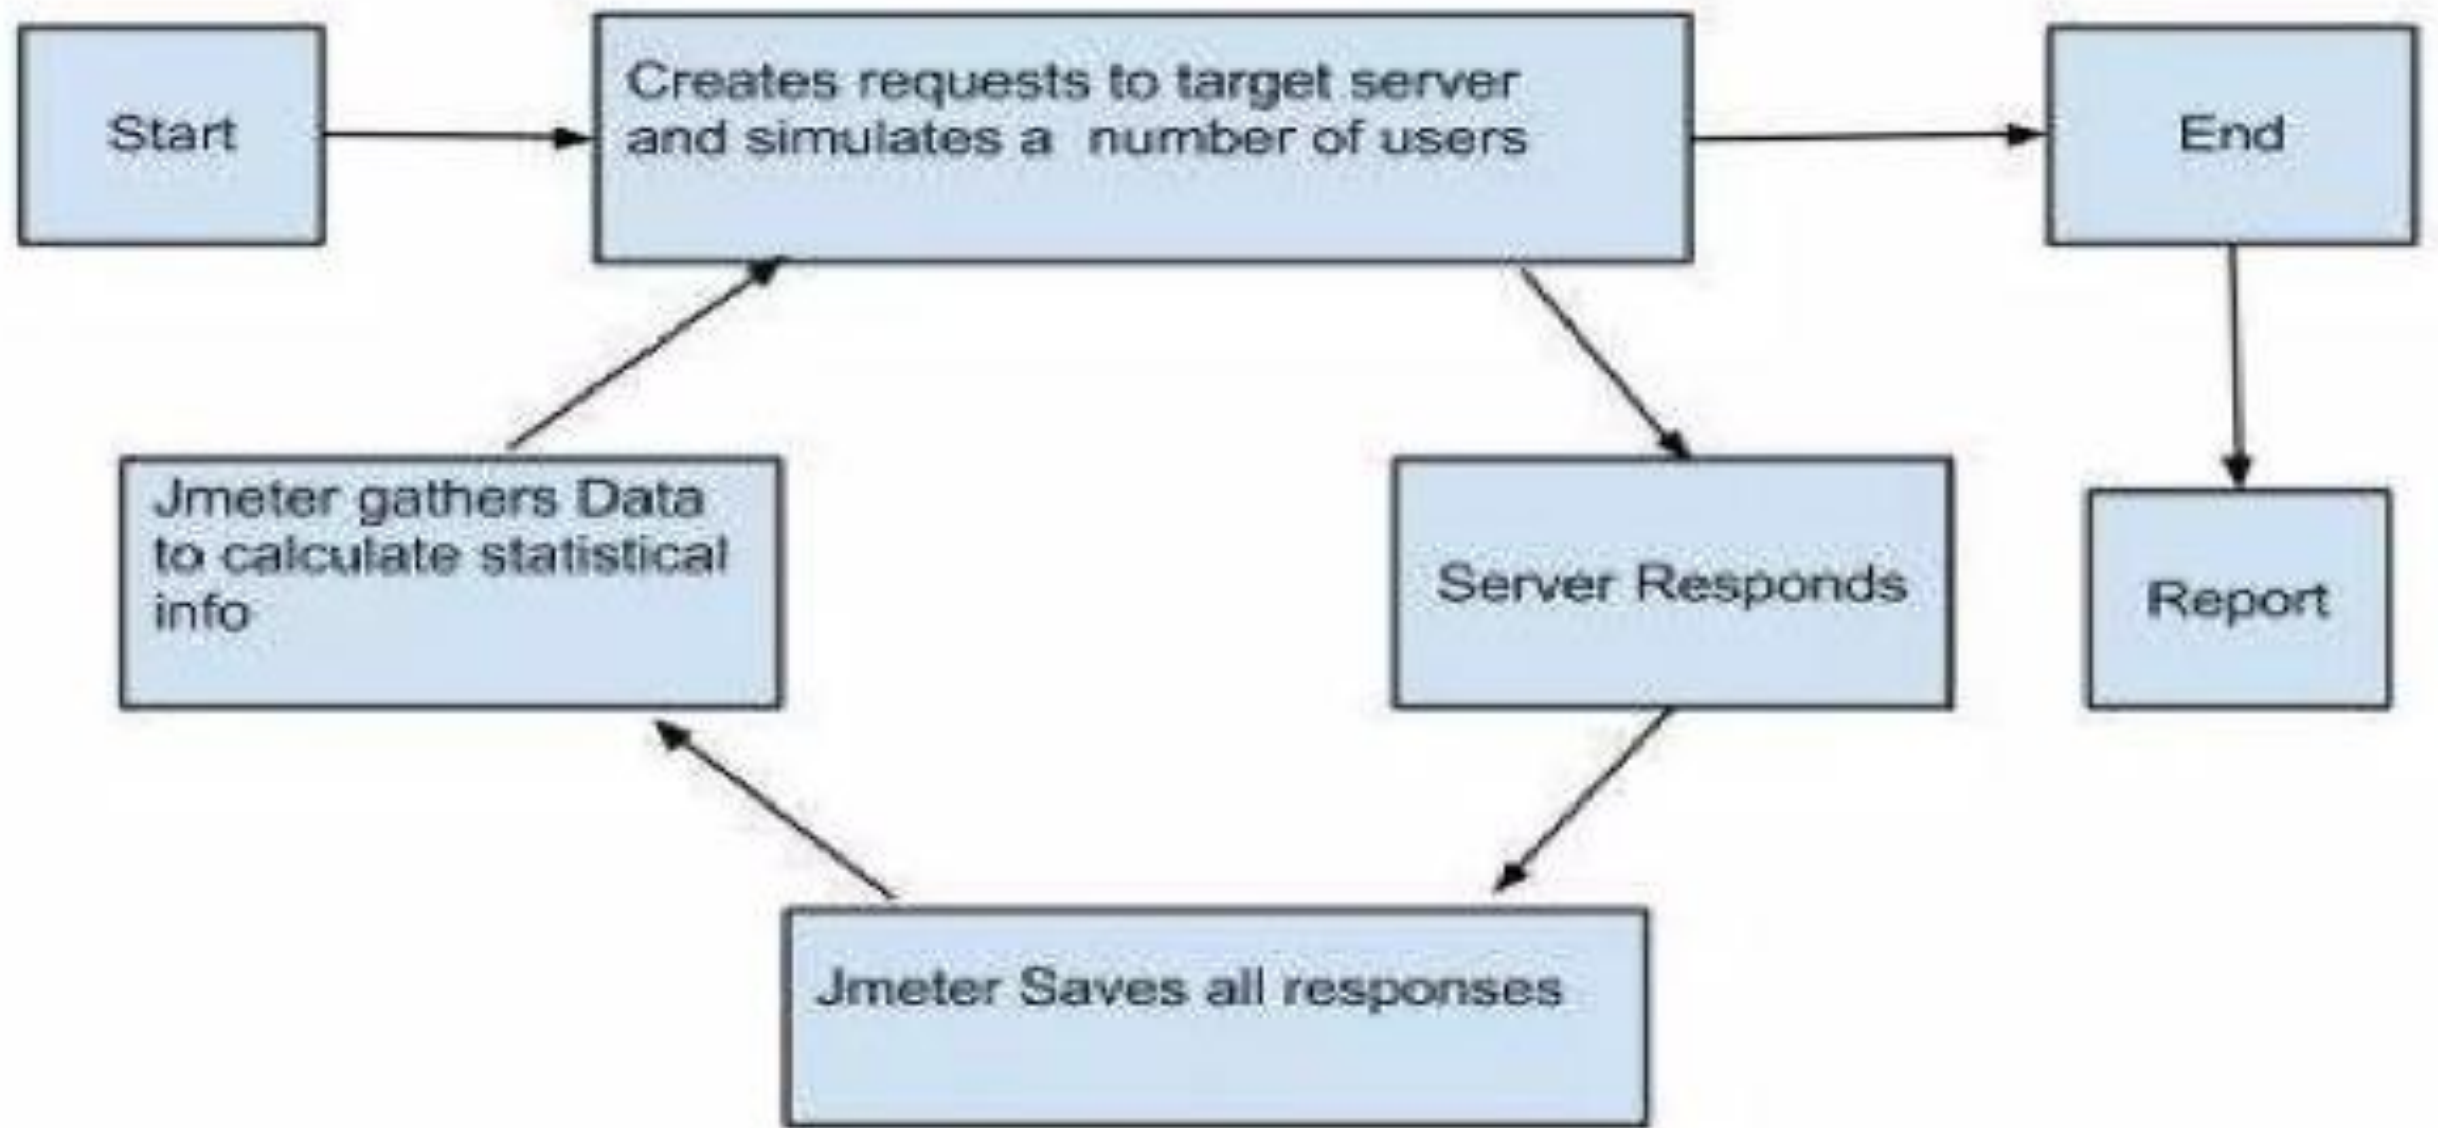 Start
Creates requests to target server
and simulates a number of users
End
Jmeter gathers Data
to calculate statistical
info
Server Responds
Report
Jmeter Saves all responses